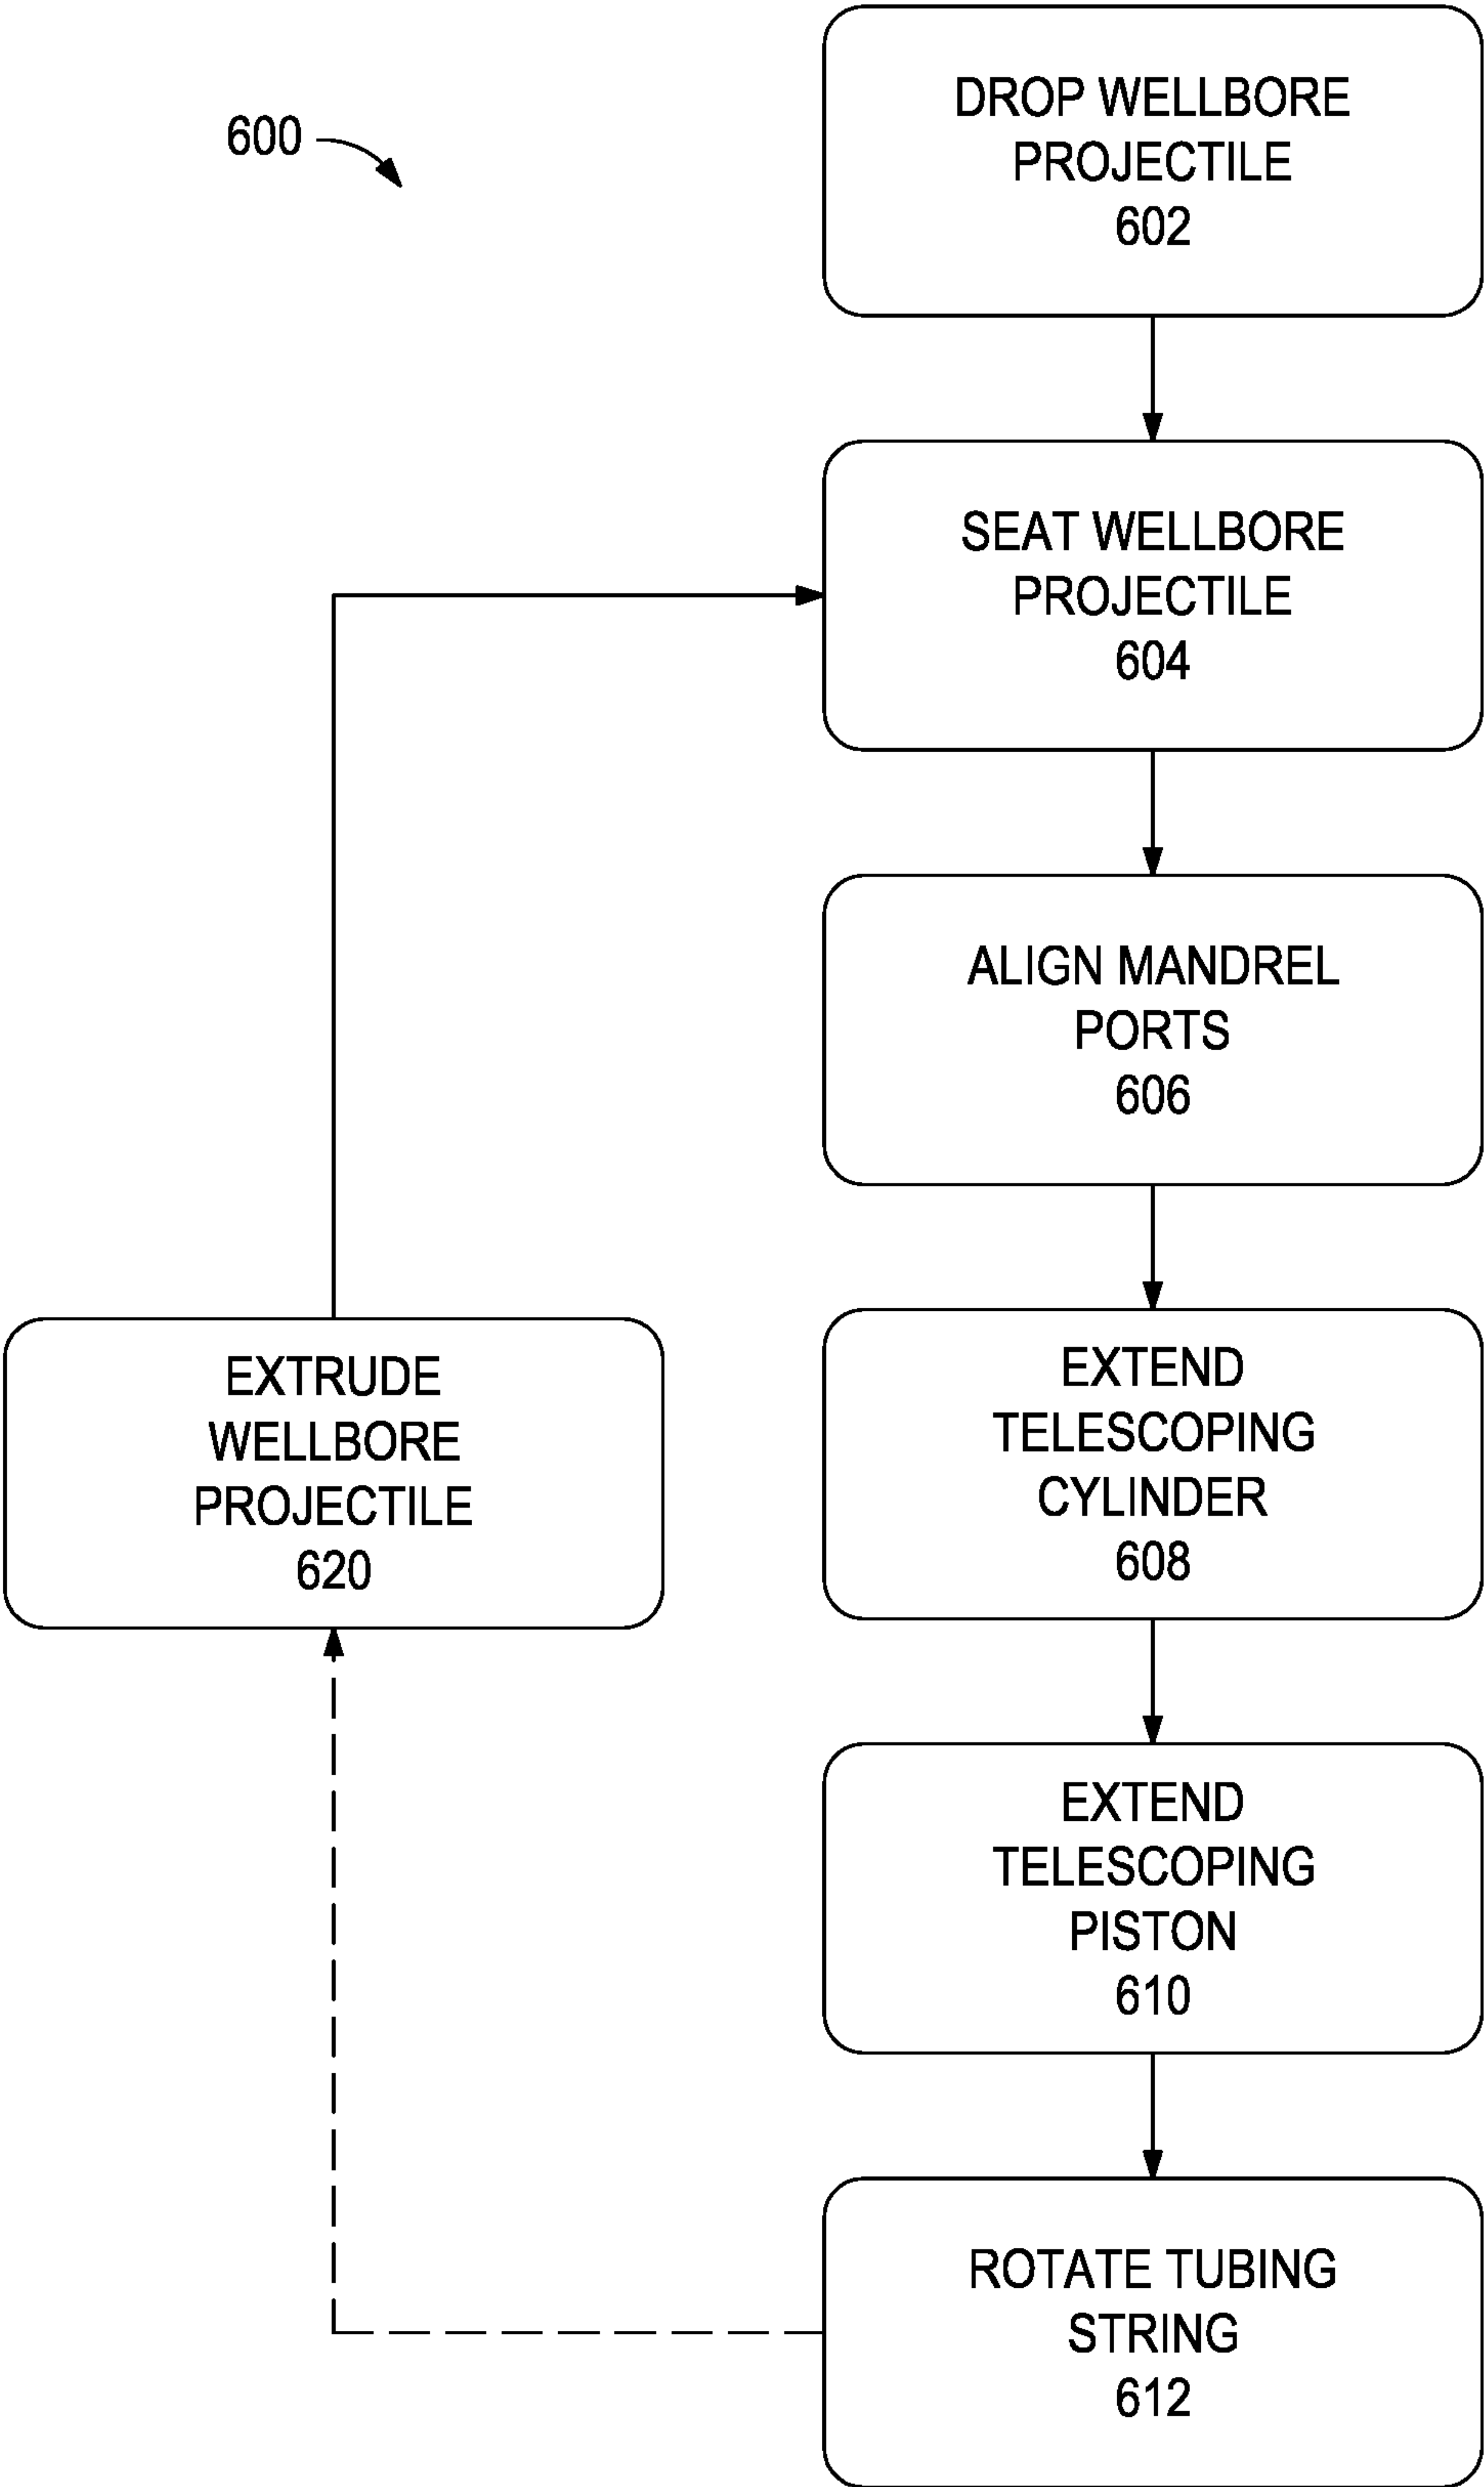 600
DROP WELLBORE
PROJECTILE
602
SEAT WELLBORE
PROJECTILE
604
ALIGN MANDREL
PORTS
606
EXTEND
TELESCOPING
CYLINDER
608
EXTRUDE
WELLBORE
PROJECTILE
620
EXTEND
TELESCOPING
PISTON
610
ROTATE TUBING
STRING
612